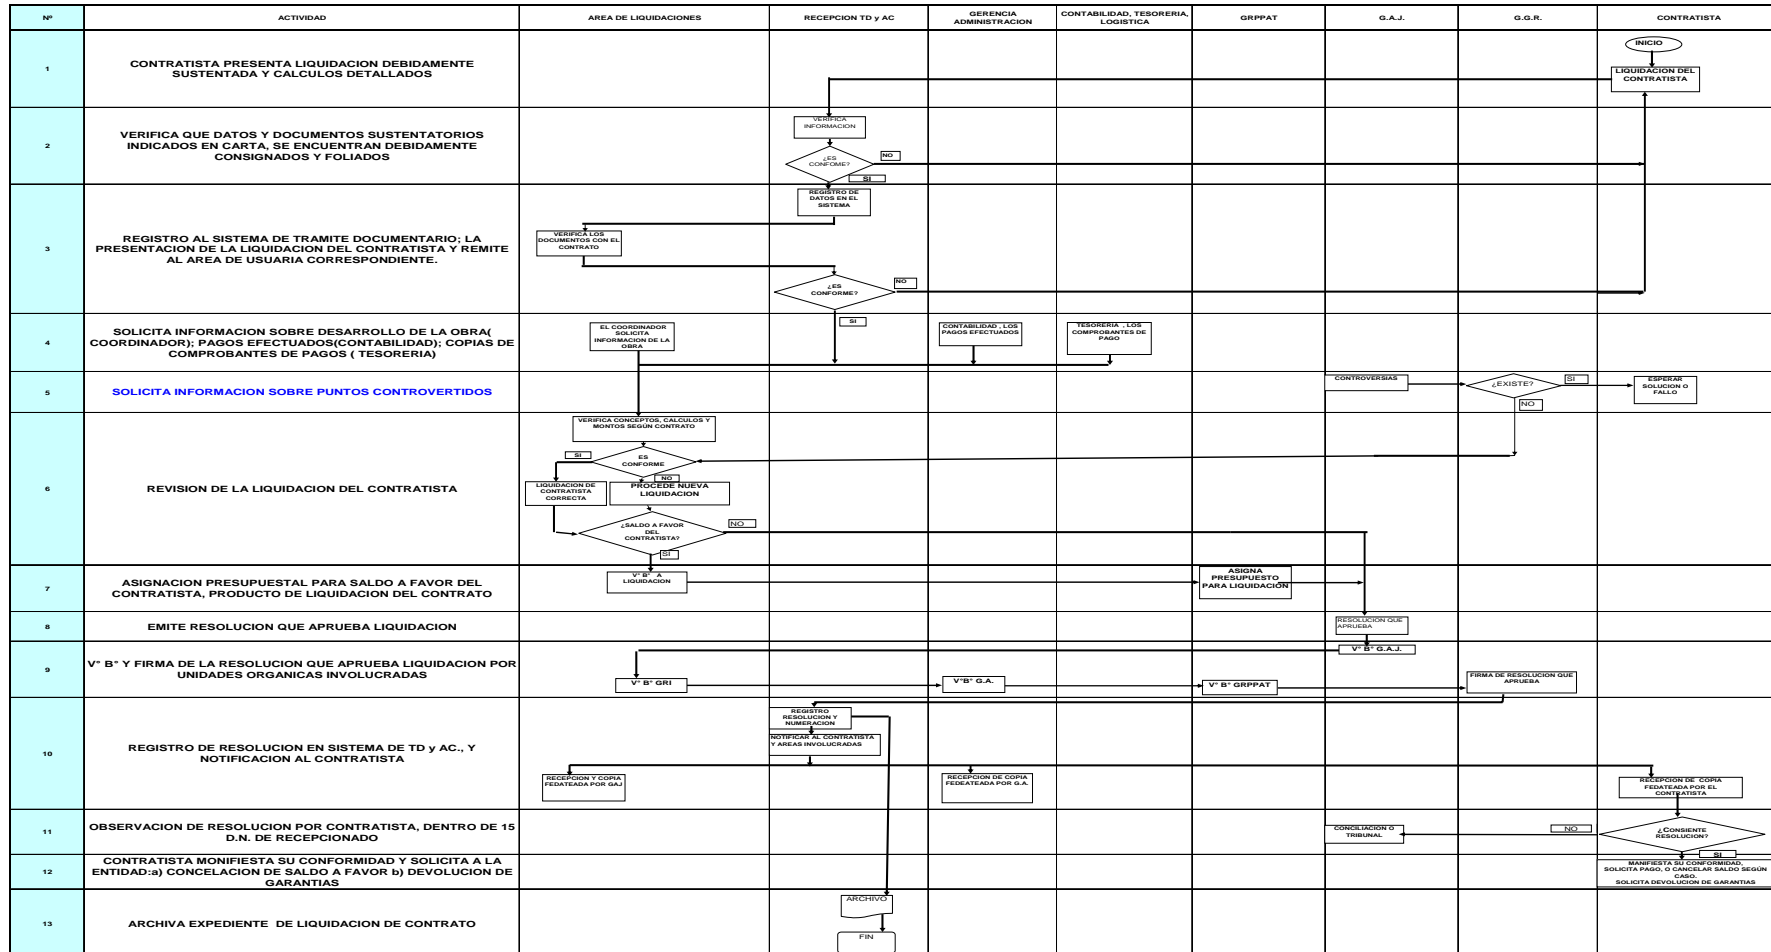 Nº
ACTIVIDAD
AREA DE LIQUIDACIONES
RECEPCION TD y AC
GERENCIA
ADMINISTRACION
CONTABILIDAD, TESORERIA,
LOGISTICA
GRPPAT
G.A.J.
G.G.R.
CONTRATISTA
1
CONTRATISTA PRESENTA LIQUIDACION DEBIDAMENTE
SUSTENTADA Y CALCULOS DETALLADOS
INICIO
LIQUIDACION DEL
CONTRATISTA
2
VERIFICA QUE DATOS Y DOCUMENTOS SUSTENTATORIOS
INDICADOS EN CARTA, SE ENCUENTRAN DEBIDAMENTE
CONSIGNADOS Y FOLIADOS
VERIFICA
INFORMACION
¿ES
CONFOME?
NO
SI
3
REGISTRO AL SISTEMA DE TRAMITE DOCUMENTARIO; LA
PRESENTACION DE LA LIQUIDACION DEL CONTRATISTA Y REMITE
AL AREA DE USUARIA CORRESPONDIENTE.
REGISTRO DE
DATOS EN EL
SISTEMA
VERIFICA LOS
DOCUMENTOS CON EL
CONTRATO
¿ES
CONFORME?
NO
SI
4
SOLICITA INFORMACION SOBRE DESARROLLO DE LA OBRA(
COORDINADOR); PAGOS EFECTUADOS(CONTABILIDAD); COPIAS DE
COMPROBANTES DE PAGOS ( TESORERIA)
EL COORDINADOR
SOLICITA
INFORMACION DE LA
OBRA
CONTABILIDAD , LOS
PAGOS EFECTUADOS
TESORERIA , LOS
COMPROBANTES DE
PAGO
5
SOLICITA INFORMACION SOBRE PUNTOS CONTROVERTIDOS
CONTROVERSIAS
¿EXISTE?
SI
NO
ESPERAR
SOLUCION O
FALLO
6
REVISION DE LA LIQUIDACION DEL CONTRATISTA
VERIFICA CONCEPTOS, CALCULOS Y
MONTOS SEGÚN CONTRATO
ES
CONFORME
SI
NO
LIQUIDACION DE
CONTRATISTA
CORRECTA
PROCEDE NUEVA
LIQUIDACION
¿SALDO A FAVOR
DEL
CONTRATISTA?
NO
SI
7
ASIGNACION PRESUPUESTAL PARA SALDO A FAVOR DEL
CONTRATISTA, PRODUCTO DE LIQUIDACION DEL CONTRATO
V° B° A
LIQUIDACION
ASIGNA
PRESUPUESTO
PARA LIQUIDACIÓN
8
EMITE RESOLUCION QUE APRUEBA LIQUIDACION
RESOLUCION QUE
APRUEBA
9
V° B° Y FIRMA DE LA RESOLUCION QUE APRUEBA LIQUIDACION POR
UNIDADES ORGANICAS INVOLUCRADAS
V° B° G.A.J.
V° B° GRI
V°B° G.A.
V° B° GRPPAT
FIRMA DE RESOLUCION QUE
APRUEBA
10
REGISTRO DE RESOLUCION EN SISTEMA DE TD y AC., Y
NOTIFICACION AL CONTRATISTA
REGISTRO
RESOLUCION Y
NUMERACION
NOTIFICAR AL CONTRATISTA
Y AREAS INVOLUCRADAS
RECEPCION Y COPIA
FEDATEADA POR GAJ
RECEPCION DE COPIA
FEDEATEADA POR G.A.
RECEPCION DE COPIA
FEDATEADA POR EL
CONTRATISTA
11
OBSERVACION DE RESOLUCION POR CONTRATISTA, DENTRO DE 15
D.N. DE RECEPCIONADO
CONCILIACION O
TRIBUNAL
NO
¿CONSIENTE
RESOLUCION?
SI
12
CONTRATISTA MONIFIESTA SU CONFORMIDAD Y SOLICITA A LA
ENTIDAD:a) CONCELACION DE SALDO A FAVOR b) DEVOLUCION DE
GARANTIAS
MANIFIESTA SU CONFORMIDAD,
SOLICITA PAGO, O CANCELAR SALDO SEGÚN
CASO.
SOLICITA DEVOLUCION DE GARANTIAS
13
ARCHIVA EXPEDIENTE DE LIQUIDACION DE CONTRATO
ARCHIVO
FIN